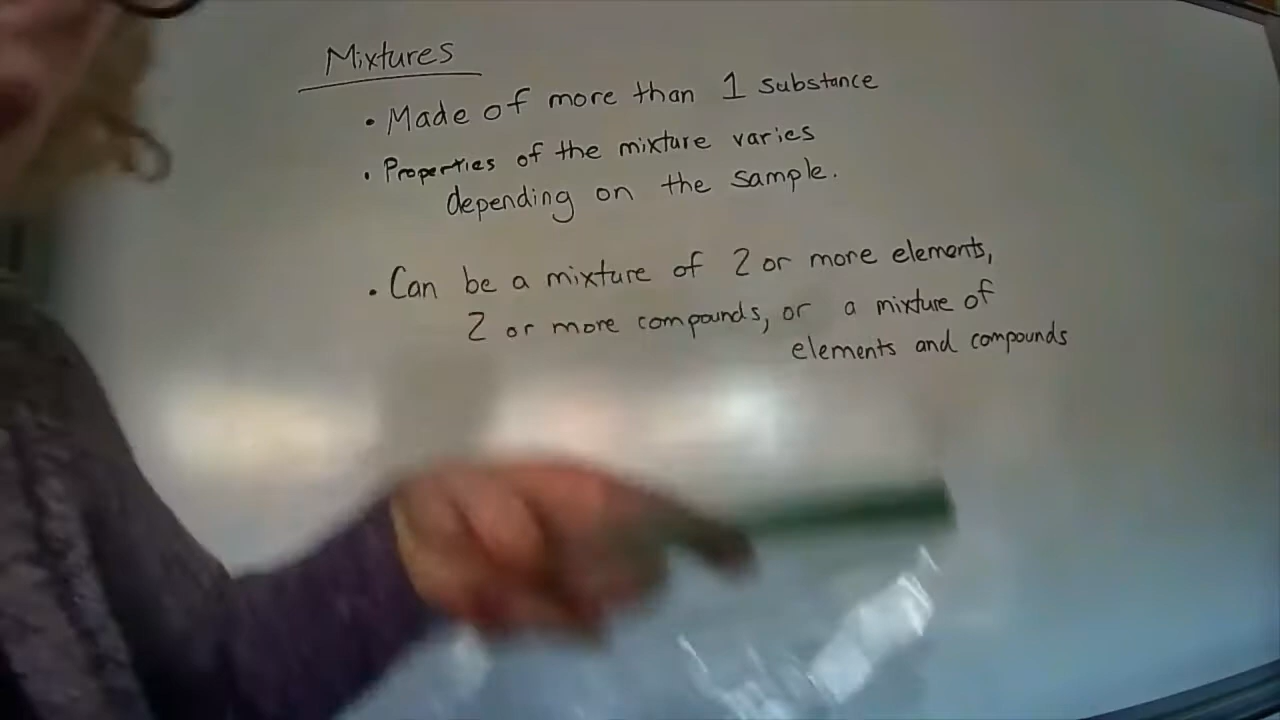 Mixtures
• Made of more than 1 substance
• Properties of the mixture varies
depending on the sample.
• Can be a mixture of 2 or more elements,
2 or more compounds, or a mixture of
elements and compounds